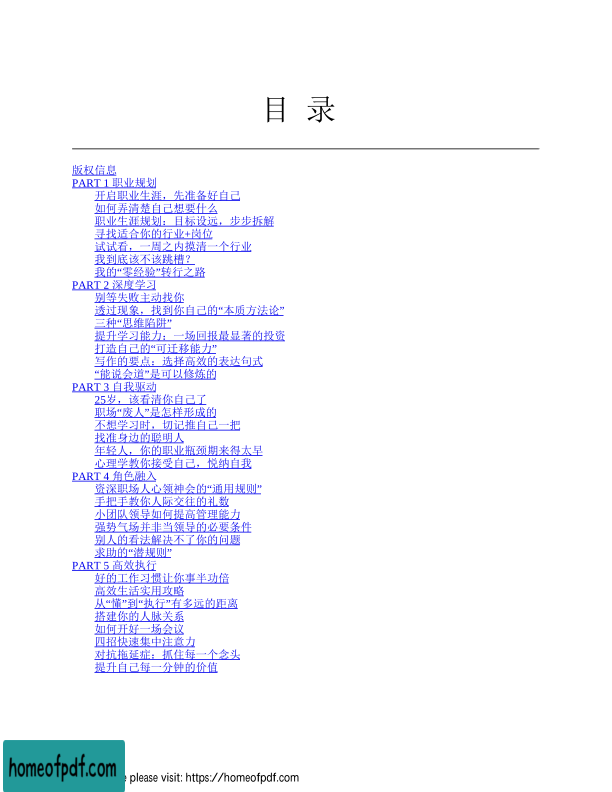 目 录
版权信息
PART 1 职业规划
开启职业生涯，先准备好自己
如何弄清楚自己想要什么
职业生涯规划：目标设远，步步拆解
寻找适合你的行业+岗位
试试看，一周之内摸清一个行业
我到底该不该跳槽？
我的“零经验”转行之路
PART 2 深度学习
别等失败主动找你
透过现象，找到你自己的“本质方法论”
三种“思维陷阱”
提升学习能力：一场回报最显著的投资
打造自己的“可迁移能力”
写作的要点：选择高效的表达句式
“能说会道”是可以修炼的
PART 3 自我驱动
25岁，该看清你自己了
职场“废人”是怎样形成的
不想学习时，切记推自己一把
找准身边的聪明人
年轻人，你的职业瓶颈期来得太早
心理学教你接受自己，悦纳自我
PART 4 角色融入
资深职场人心领神会的“通用规则”
手把手教你人际交往的礼数
小团队领导如何提高管理能力
强势气场并非当领导的必要条件
别人的看法解决不了你的问题
求助的“潜规则”
PART 5 高效执行
好的工作习惯让你事半功倍
高效生活实用攻略
从“懂”到“执行”有多远的距离
搭建你的人脉关系
如何开好一场会议
四招快速集中注意力
对抗拖延症：抓住每一个念头
提升自己每一分钟的价值
homeofpdf.com
please visit: https://homeofpdf.com